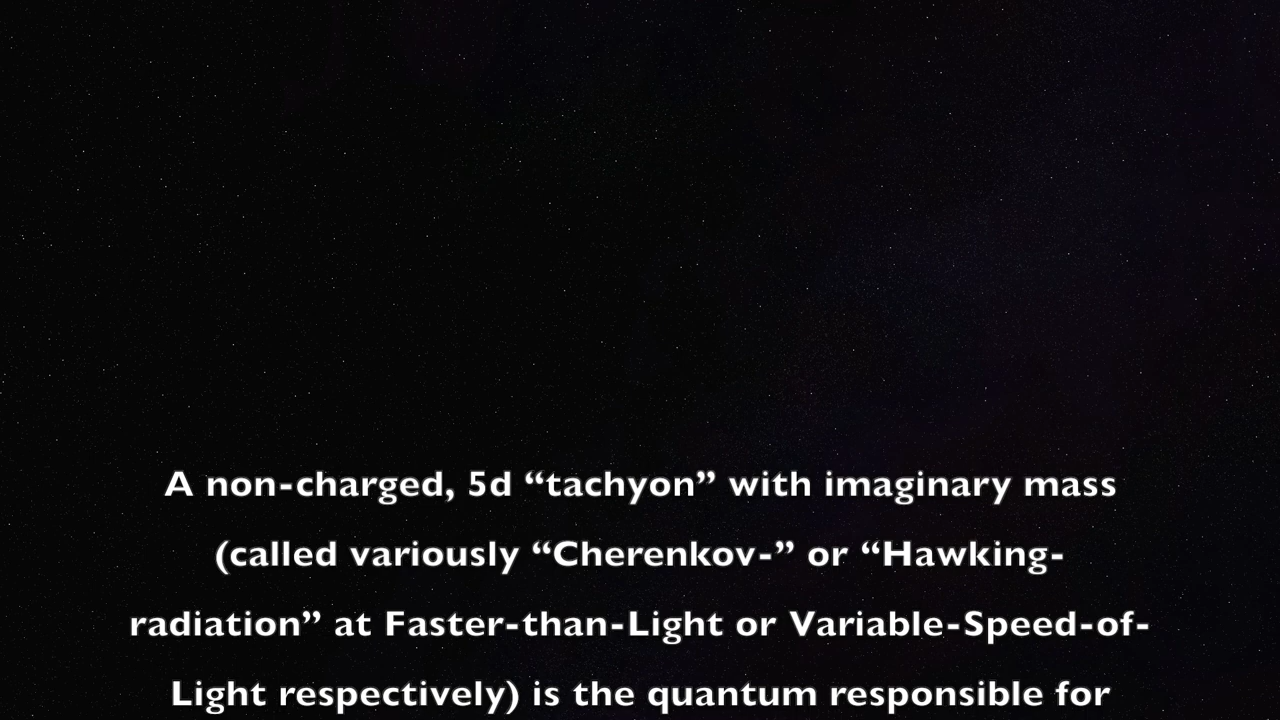 A non-charged, 5d “tachyon” with imaginary mass
(called variously “Cherenkov-” or “Hawking-
radiation” at Faster-than-Light or Variable-Speed-of-
Light respectively) is the quantum responsible for